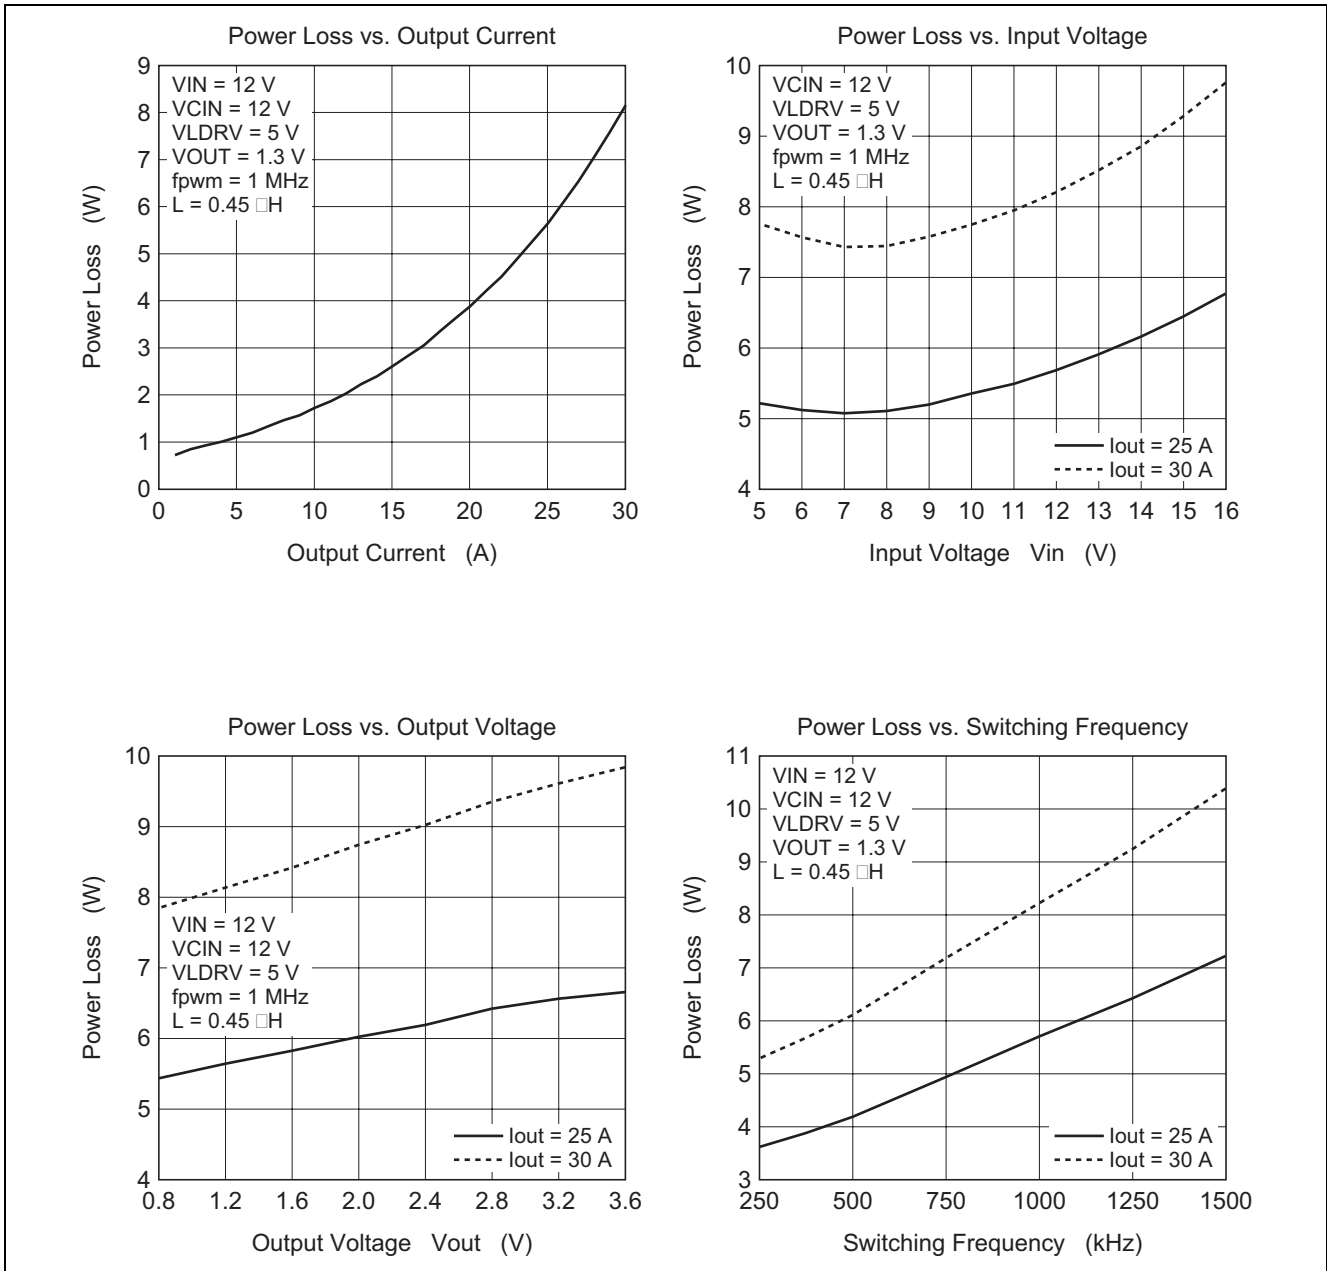 Power Loss vs. Output Current
9
8
7
6
5
4
3
2
1
0
VIN = 12 V
VCIN = 12 V
VLDRV = 5 V
VOUT = 1.3 V
fpwm = 1 MHz
L = 0.45 □H
Power Loss (W)
0 5 10 15 20 25 30
Output Current (A)
Power Loss vs. Input Voltage
10
9
8
7
6
5
4
VCIN = 12 V
VLDRV = 5 V
VOUT = 1.3 V
fpwm = 1 MHz
L = 0.45 □H
Power Loss (W)
Iout = 25 A
Iout = 30 A
5 6 7 8 9 10 11 12 13 14 15 16
Input Voltage Vin (V)
Power Loss vs. Output Voltage
10
9
8
7
6
5
4
VIN = 12 V
VCIN = 12 V
VLDRV = 5 V
fpwm = 1 MHz
L = 0.45 □H
Power Loss (W)
Iout = 25 A
Iout = 30 A
0.8 1.2 1.6 2.0 2.4 2.8 3.2 3.6
Output Voltage Vout (V)
Power Loss vs. Switching Frequency
11
10
9
8
7
6
5
4
3
VIN = 12 V
VCIN = 12 V
VLDRV = 5 V
VOUT = 1.3 V
L = 0.45 □H
Power Loss (W)
Iout = 25 A
Iout = 30 A
250 500 750 1000 1250 1500
Switching Frequency (kHz)